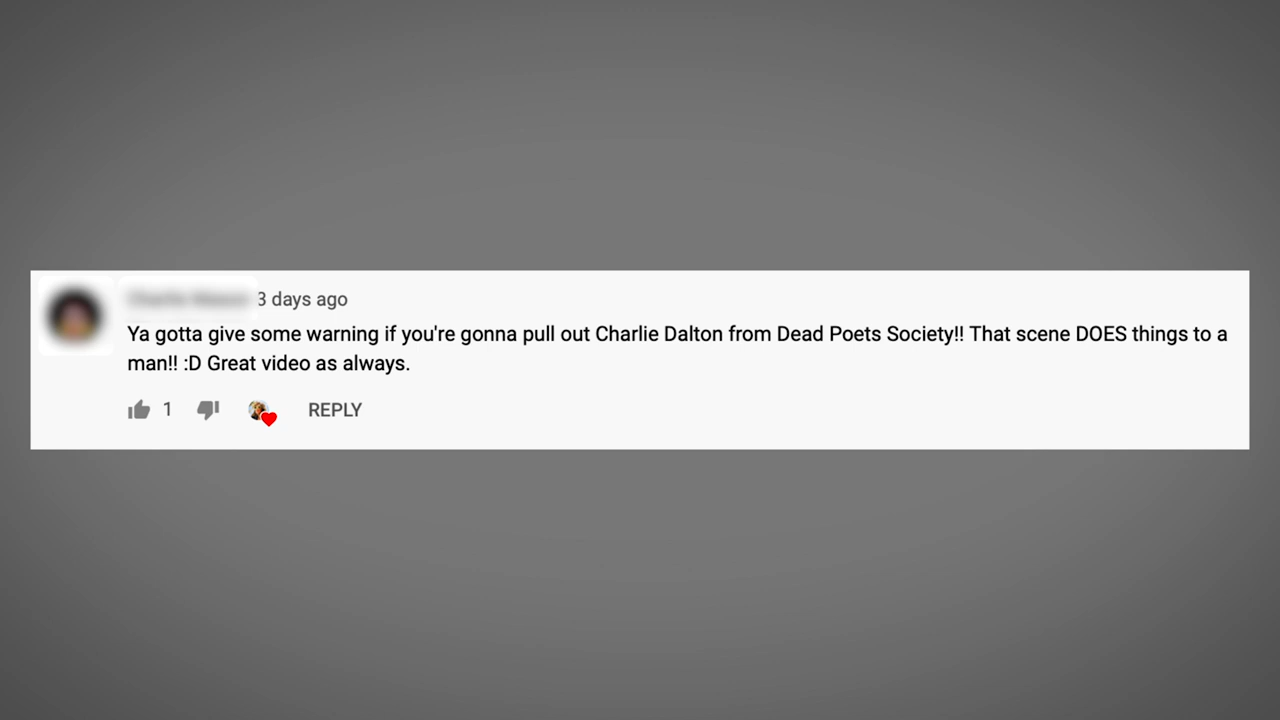 3 days ago
Ya gotta give some warning if you're gonna pull out Charlie Dalton from Dead Poets Society!! That scene DOES things to a
man!! :D Great video as always.
1 REPLY